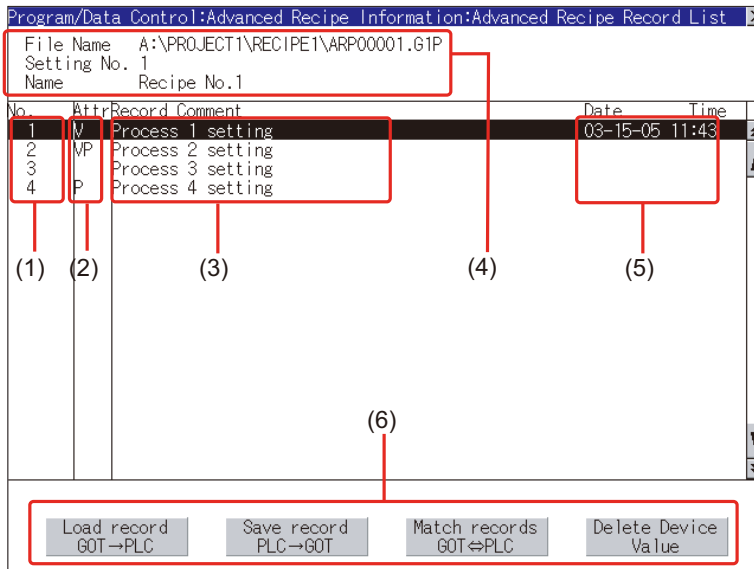 Program/Data Control:Advanced Recipe Information:Advanced Recipe Record List
File Name A:\PROJECT1\RECIPE1\ARP00001.G1P
Setting No. 1
Name Recipe No.1
No. Attr Record Comment Date Time
1 V Process 1 setting 03-15-05 11:43
2 VP Process 2 setting
3 Process 3 setting
4 P Process 4 setting
(1) (2) (3) (4) (5)
(6)
Load record Save record Match records Delete Device
GOT→PLC PLC→GOT GOT⇔PLC Value